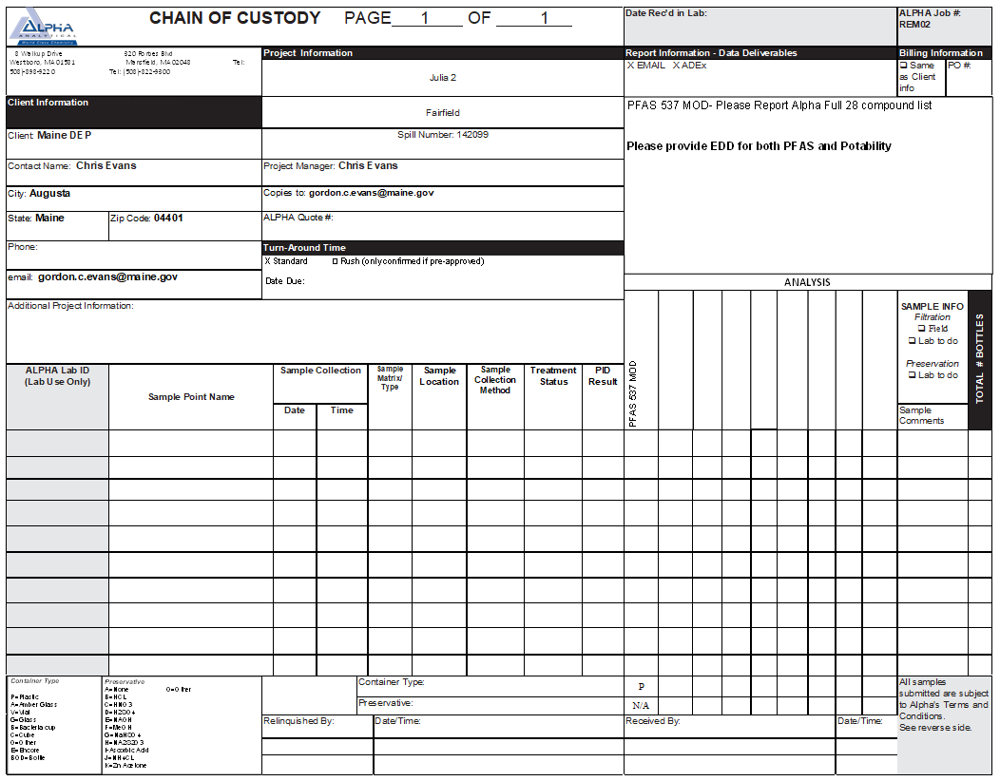 CHAIN OF CUSTODY PAGE 1 OF 1
Date Rec'd in Lab:
ALPHA Job #:
REM02
ALPHA
ANALYTICAL
World Class Chemistry
8 Walkup Drive
Westboro, MA 01581
508)-898-9220
320 Forbes Blvd
Mansfield, MA 02048 Tel:
Tel: (508)-822-9300
Project Information
Julia 2
Fairfield
Spill Number: 142099
Report Information - Data Deliverables
X EMAIL X ADEx
Billing Information
❑ Same as Client info
PO #:
PFAS 537 MOD- Please Report Alpha Full 28 compound list
Please provide EDD for both PFAS and Potability
Client Information
Client: Maine DEP
Contact Name: Chris Evans
Project Manager: Chris Evans
City: Augusta
Copies to: gordon.c.evans@maine.gov
State: Maine
Zip Code: 04401
ALPHA Quote #:
Phone:
Turn-Around Time
X Standard ❑ Rush (only confirmed if pre-approved)
Date Due:
email: gordon.c.evans@maine.gov
Additional Project Information:
ANALYSIS
PFAS 537 MOD
SAMPLE INFO
Filtration
❑ Field
❑ Lab to do
Preservation
❑ Lab to do
Sample
Comments
TOTAL # BOTTLES
ALPHA Lab ID
(Lab Use Only)
Sample Point Name
Sample Collection
Date
Time
Sample
Matrix/
Type
Sample
Location
Sample
Collection
Method
Treatment
Status
PID
Result
Container Type
P=Plastic
A=Amber Glass
V=Vial
G=Glass
B=Bacteria cup
C=Cube
O=Other
E=Encore
BOD=Bottle
Preservative
A=None O=Other
B=HCL
C=HNO3
D=H2SO4
E=NAOH
F=MeOH
G=NaHSO4
H=NA2S2O3
I=Ascorbic Acid
J=NH4CL
K=Zn Acetone
Container Type:
P
Preservative:
N/A
Relinquished By:
Date/Time:
Received By:
Date/Time:
All samples
submitted are subject
to Alpha's Terms and
Conditions.
See reverse side.